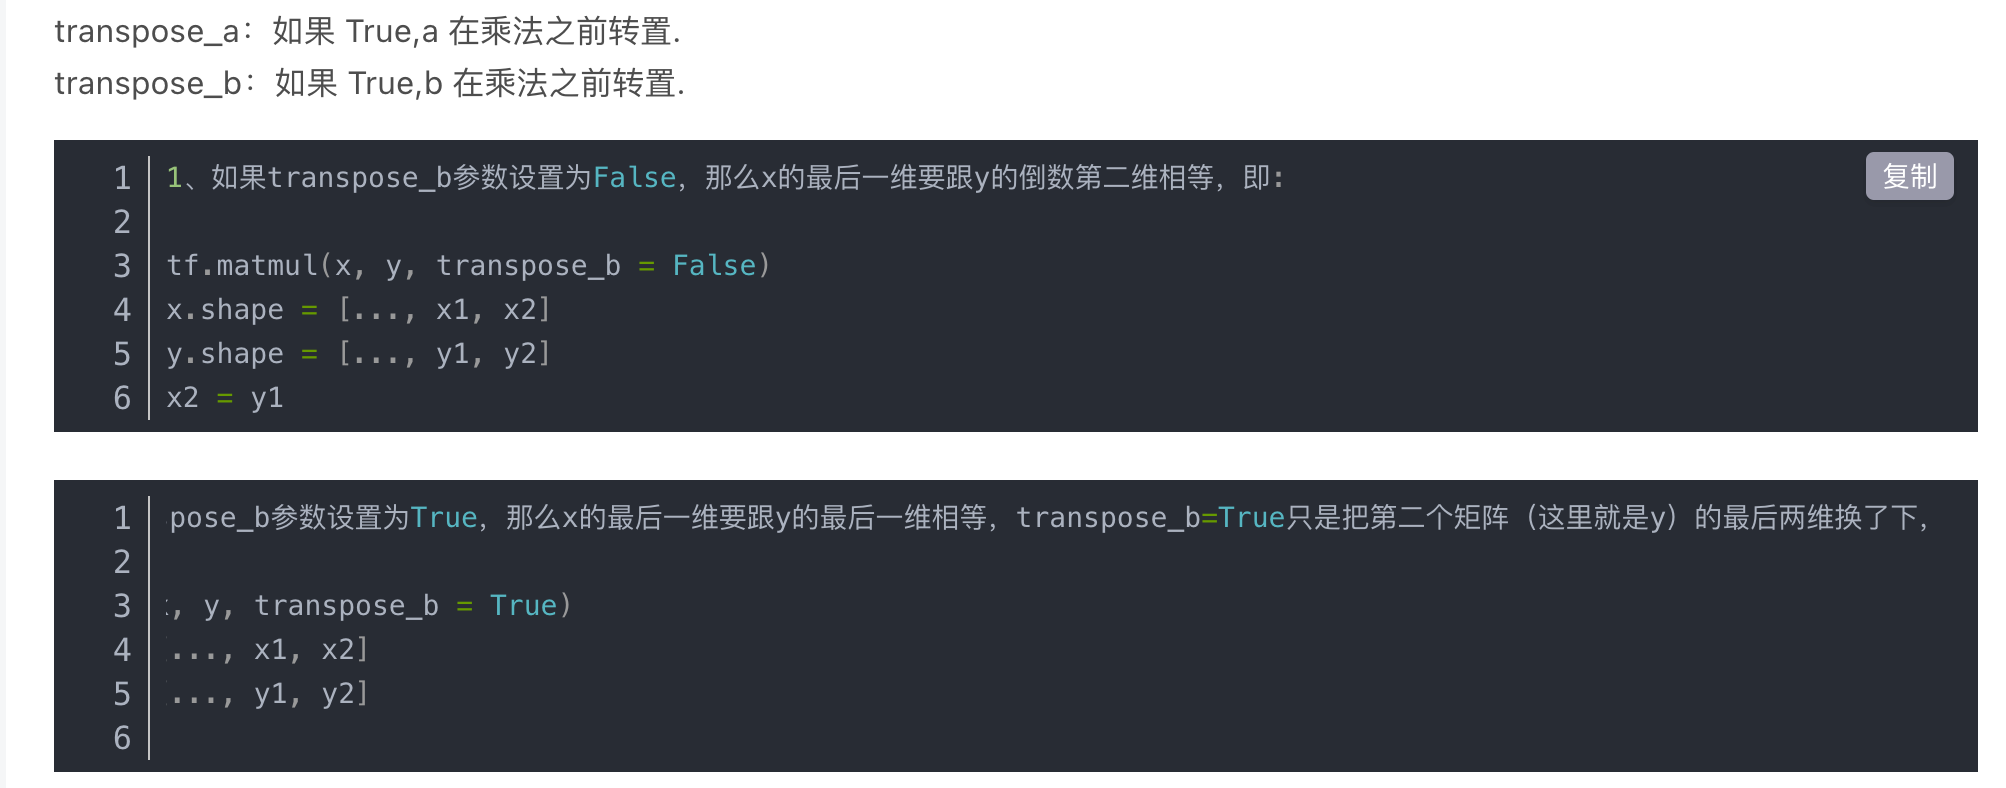 transpose_a：如果 True,a 在乘法之前转置.
transpose_b：如果 True,b 在乘法之前转置.
复制
1 1、如果transpose_b参数设置为False，那么x的最后一维要跟y的倒数第二维相等，即：
2
3 tf.matmul(x, y, transpose_b = False)
4 x.shape = [..., x1, x2]
5 y.shape = [..., y1, y2]
6 x2 = y1
1 pose_b参数设置为True，那么x的最后一维要跟y的最后一维相等，transpose_b=True只是把第二个矩阵（这里就是y）的最后两维换了下，
2
3 , y, transpose_b = True)
4 ..., x1, x2]
5 ..., y1, y2]
6